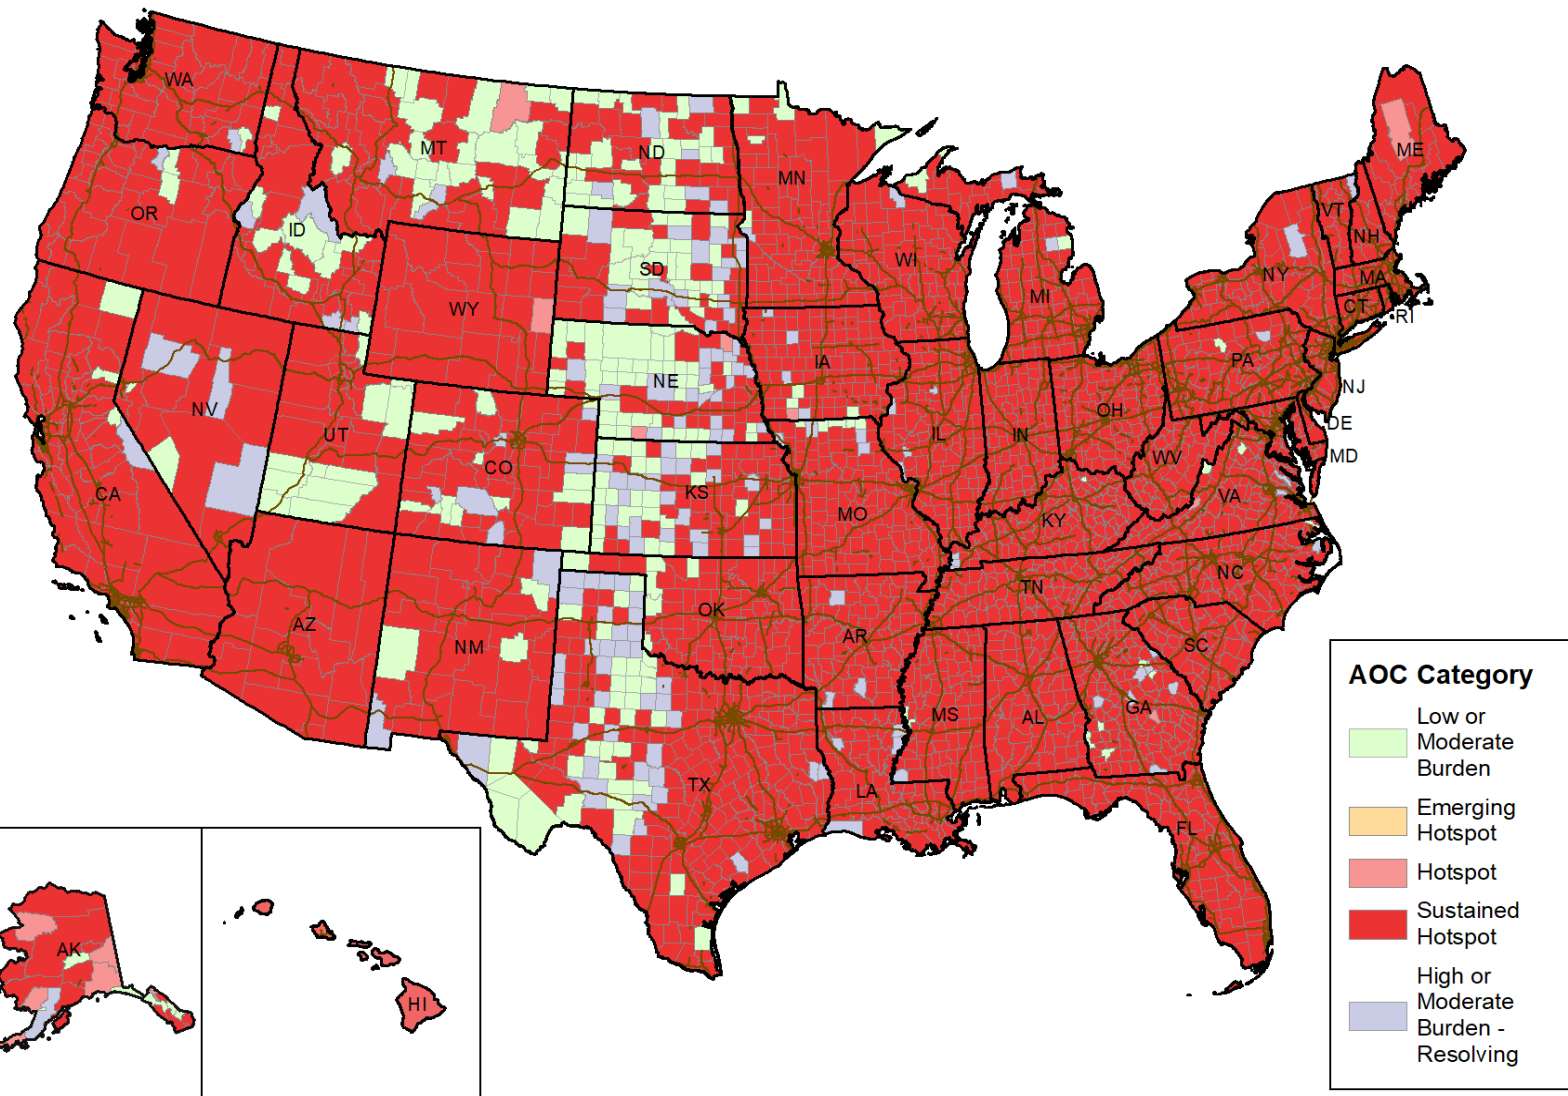 WA
MT
ND
MN
ME
OR
ID
SD
WI
MI
VT
NH
NY
MA
CT
RI
WY
IA
NE
PA
NJ
NV
UT
CO
IL
IN
OH
DE
MD
WV
CA
KS
MO
KY
VA
AZ
NM
OK
AR
TN
NC
SC
MS
AL
GA
TX
LA
FL
AK
HI
AOC Category
Low or
Moderate
Burden
Emerging
Hotspot
Hotspot
Sustained
Hotspot
High or
Moderate
Burden -
Resolving